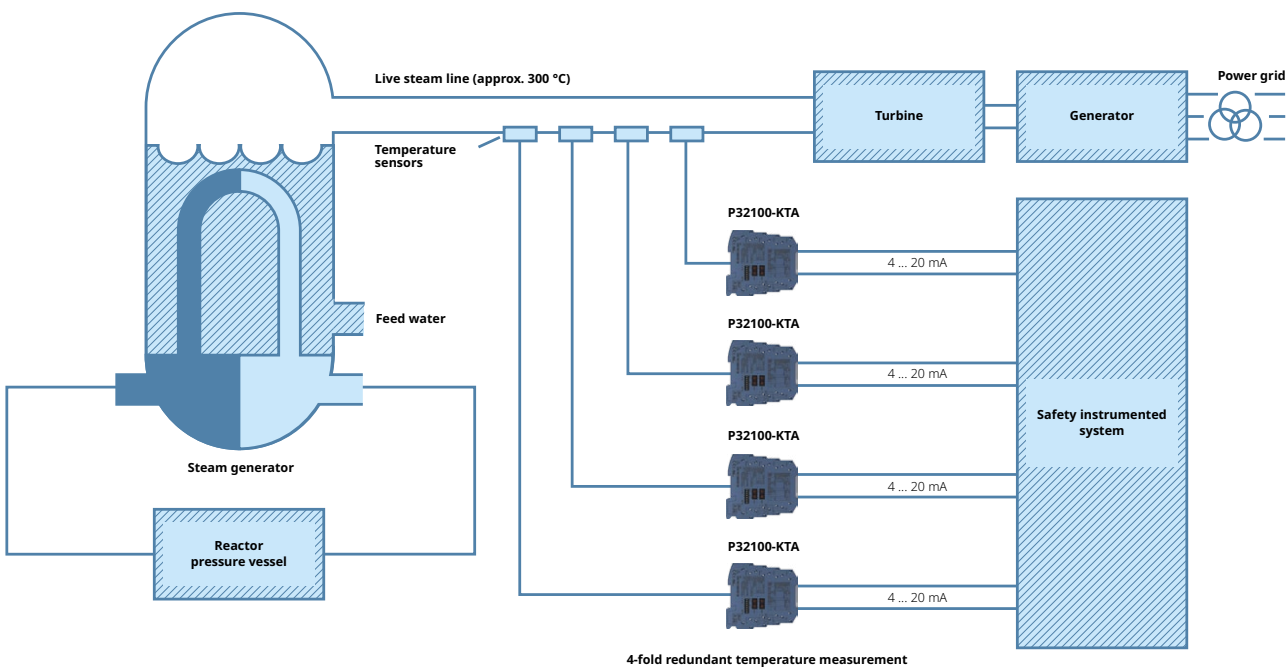 Live steam line (approx. 300 °C)
Power grid
Turbine
Generator
Temperature
sensors
P32100-KTA
4 ... 20 mA
Feed water
P32100-KTA
4 ... 20 mA
Safety instrumented
system
P32100-KTA
Steam generator
4 ... 20 mA
Reactor
pressure vessel
P32100-KTA
4 ... 20 mA
4-fold redundant temperature measurement